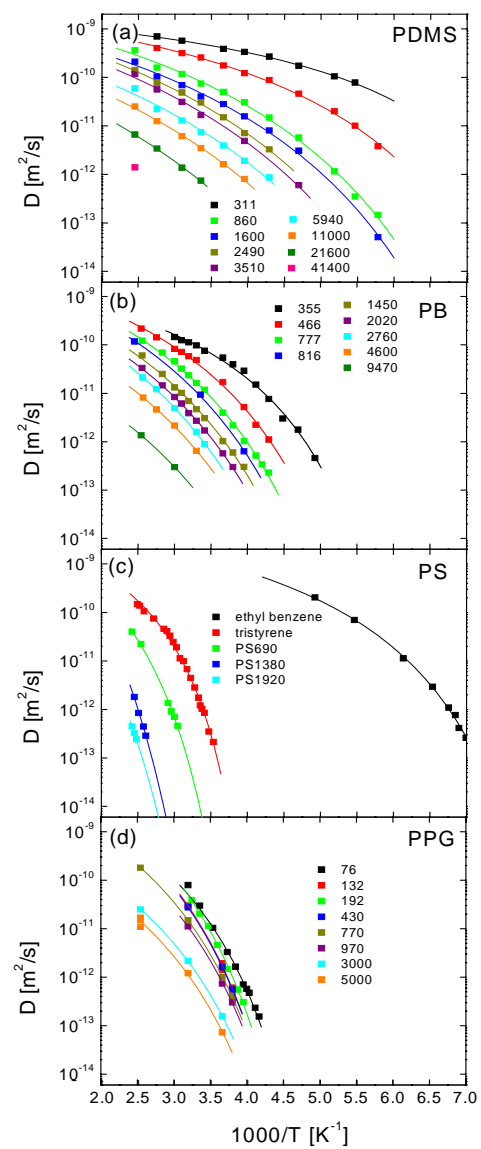 (a) PDMS
10⁻⁹
10⁻¹⁰
10⁻¹¹
10⁻¹²
10⁻¹³
10⁻¹⁴
D [m²/s]
311 5940
860 11000
1600 21600
2490 41400
3510
(b) PB
10⁻⁹
10⁻¹⁰
10⁻¹¹
10⁻¹²
10⁻¹³
10⁻¹⁴
D [m²/s]
355 1450
466 2020
777 2760
816 4600
9470
(c) PS
10⁻⁹
10⁻¹⁰
10⁻¹¹
10⁻¹²
10⁻¹³
10⁻¹⁴
D [m²/s]
ethyl benzene
tristyrene
PS690
PS1380
PS1920
(d) PPG
10⁻⁹
10⁻¹⁰
10⁻¹¹
10⁻¹²
10⁻¹³
10⁻¹⁴
D [m²/s]
76
132
192
430
770
970
3000
5000
2.0 2.5 3.0 3.5 4.0 4.5 5.0 5.5 6.0 6.5 7.0
1000/T [K⁻¹]